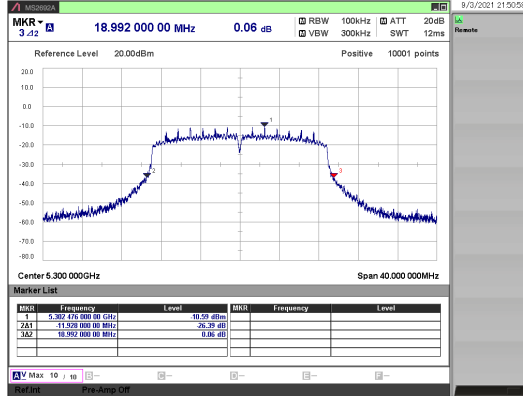 MS2692A
9/3/2021 21:50:58
MKR A 18.992 000 00 MHz 0.06 dB M RBW 100kHz M ATT 20dB
3 Δ2 M VBW 300kHz SWT 12ms
Remote
Reference Level 20.00dBm Positive 10001 points
20.0
10.0
0.0
-10.0
-20.0
-30.0
-40.0
-50.0
-60.0
-70.0
-80.0
1
2
3
Center 5.300 000GHz Span 40.000 000MHz
Marker List
MKR Frequency Level MKR Frequency Level
1 5.302 476 000 00 GHz -10.59 dBm
2Δ1 -11.928 000 00 MHz -26.39 dB
3Δ2 18.992 000 00 MHz 0.06 dB
A V Max 10 / 10 B -- C -- D -- E -- F --
Ref.Int Pre-Amp Off